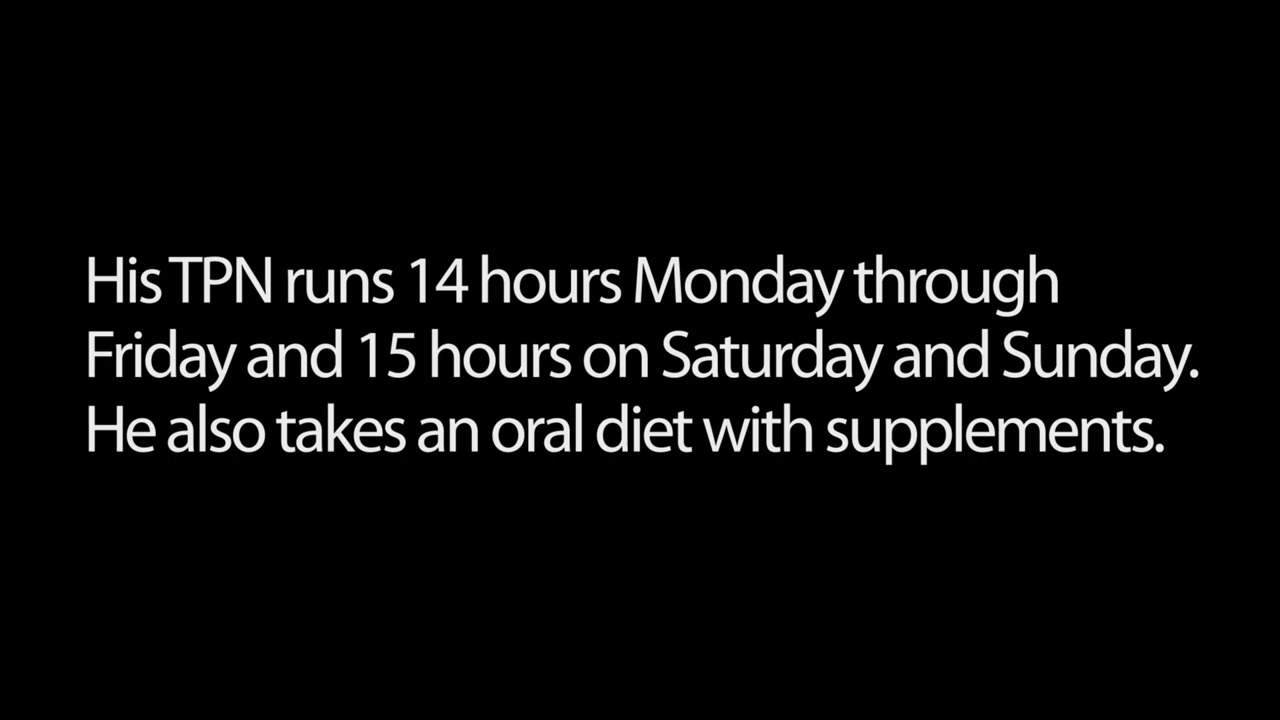 His TPN runs 14 hours Monday through
Friday and 15 hours on Saturday and Sunday.
He also takes an oral diet with supplements.